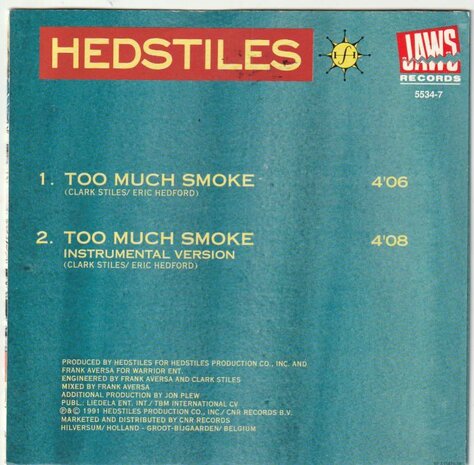 HEDSTILES
JAWS
RECORDS
5534-7
1. TOO MUCH SMOKE 4'06
(CLARK STILES/ ERIC HEDFORD)
2. TOO MUCH SMOKE 4'08
INSTRUMENTAL VERSION
(CLARK STILES/ ERIC HEDFORD)
PRODUCED BY HEDSTILES FOR HEDSTILES PRODUCTION CO., INC. AND
FRANK AVERSA FOR WARRIOR ENT.
ENGINEERED BY FRANK AVERSA AND CLARK STILES
MIXED BY FRANK AVERSA
ADDITIONAL PRODUCTION BY JON PLEW
PUBL.: LIEDELA ENT. INT./ TBM INTERNATIONAL CV
℗&© 1991 HEDSTILES PRODUCTION CO., INC/ CNR RECORDS B.V.
MARKETED AND DISTRIBUTED BY CNR RECORDS
HILVERSUM/ HOLLAND - GROOT-BIJGAARDEN/ BELGIUM